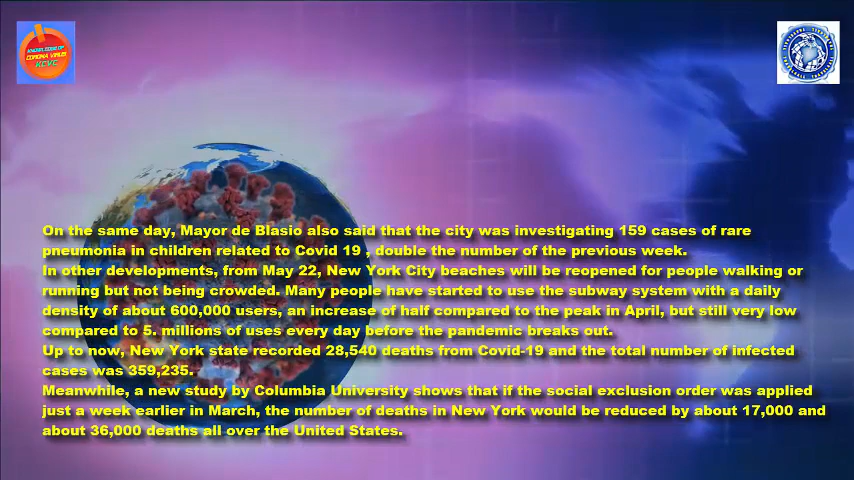 KNOWLEDGE OF
CORONA VIRUS
KCVC
On the same day, Mayor de Blasio also said that the city was investigating 159 cases of rare
pneumonia in children related to Covid 19 , double the number of the previous week.
In other developments, from May 22, New York City beaches will be reopened for people walking or
running but not being crowded. Many people have started to use the subway system with a daily
density of about 600,000 users, an increase of half compared to the peak in April, but still very low
compared to 5. millions of uses every day before the pandemic breaks out.
Up to now, New York state recorded 28,540 deaths from Covid-19 and the total number of infected
cases was 359,235.
Meanwhile, a new study by Columbia University shows that if the social exclusion order was applied
just a week earlier in March, the number of deaths in New York would be reduced by about 17,000 and
about 36,000 deaths all over the United States.